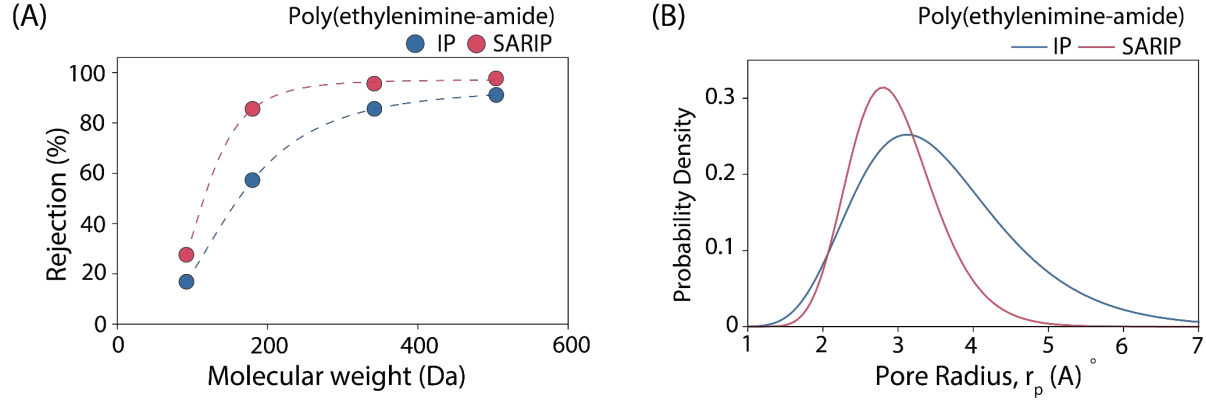 (A)
Poly(ethylenimine-amide)
IP SARIP
100
80
60
40
20
0
0 200 400 600
Rejection (%)
Molecular weight (Da)
(B)
Poly(ethylenimine-amide)
IP SARIP
0.3
0.2
0.1
0
1 2 3 4 5 6 7
Probability Density
Pore Radius, rp (A) °